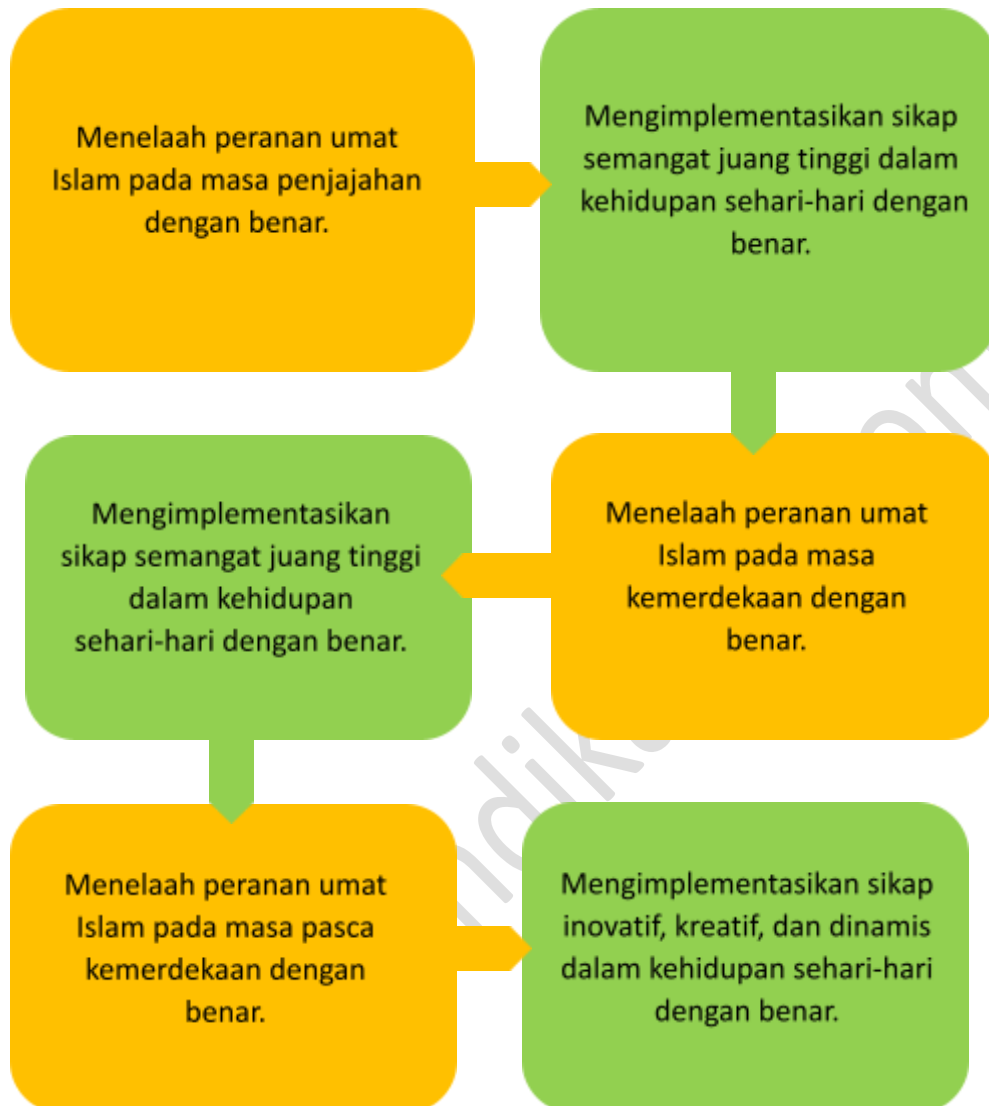 Menelaah peranan umat
Islam pada masa penjajahan
dengan benar.
Mengimplementasikan sikap
semangat juang tinggi dalam
kehidupan sehari-hari dengan
benar.
Menelaah peranan umat
Islam pada masa
kemerdekaan dengan
benar.
Mengimplementasikan
sikap semangat juang tinggi
dalam kehidupan
sehari-hari dengan benar.
Menelaah peranan umat
Islam pada masa pasca
kemerdekaan dengan
benar.
Mengimplementasikan sikap
inovatif, kreatif, dan dinamis
dalam kehidupan sehari-hari
dengan benar.